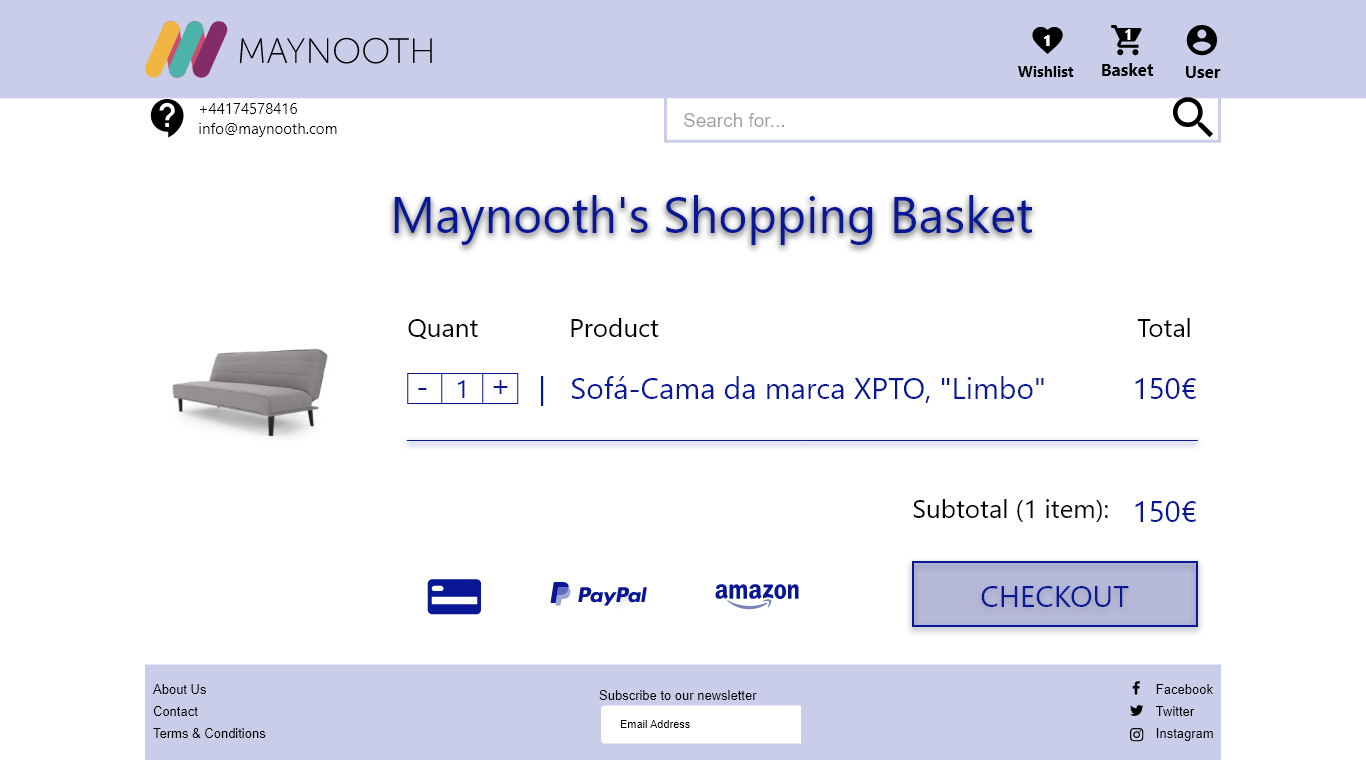 MAYNOOTH
1
1
Wishlist
Basket
User
+44174578416
info@maynooth.com
Search for...
Maynooth's Shopping Basket
Quant
Product
Total
- 1 + | Sofá-Cama da marca XPTO, "Limbo" 150€
Subtotal (1 item): 150€
PayPal
amazon
CHECKOUT
About Us
Contact
Terms & Conditions
Subscribe to our newsletter
Email Address
Facebook
Twitter
Instagram